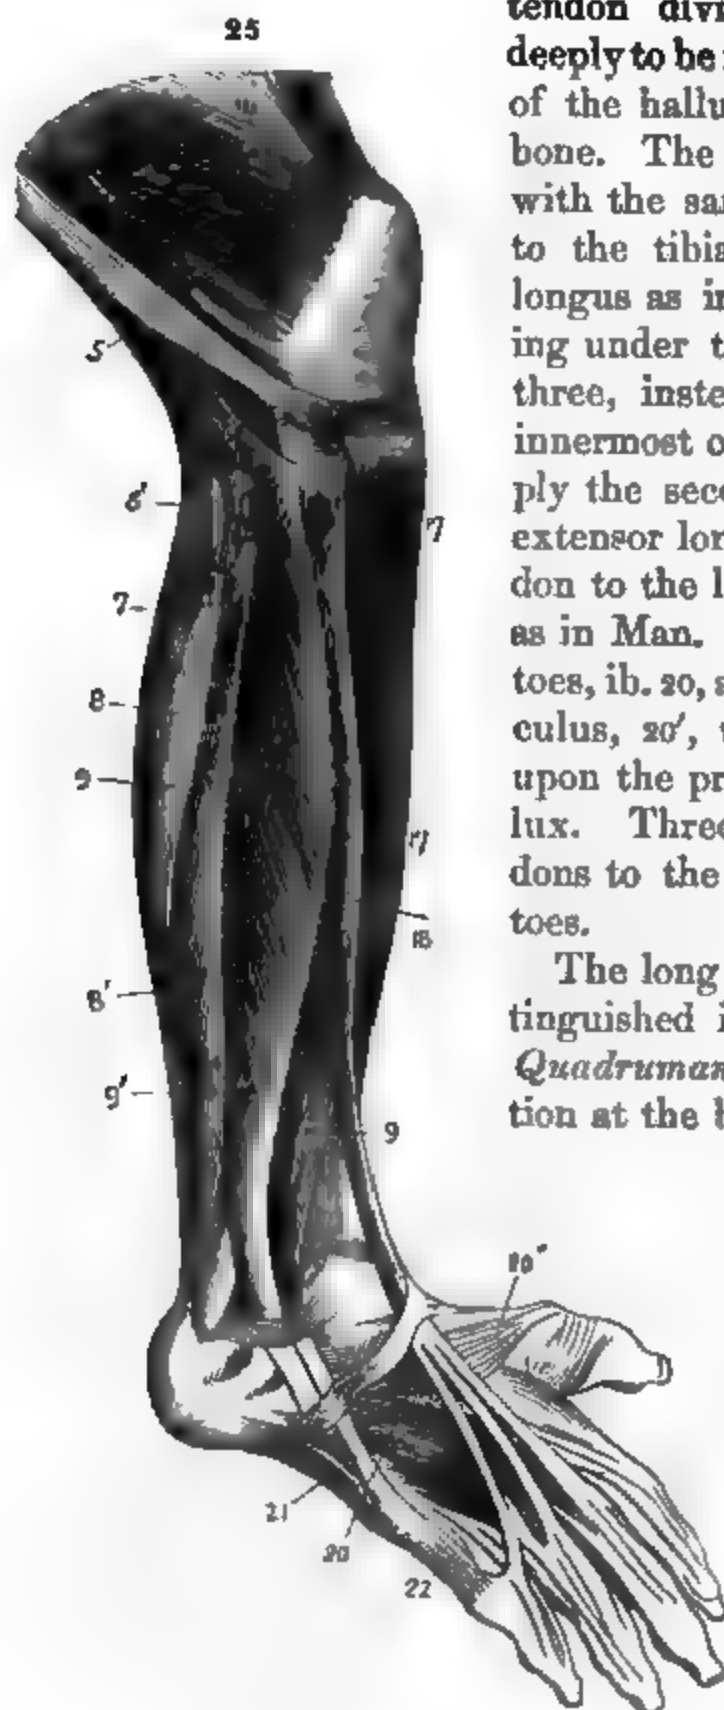 25
tendon divi
deeply to be i
of the hallu
bone. The
with the sa
to the tibia
longus as i
ing under t
three, inste
innermost o
ply the seco
extensor lon
don to the l
as in Man.
toes, ib. 20, s
culus, 20′, t
upon the pr
lux. Three
dons to the
toes.
The long
tinguished i
Quadruman
tion at the b
5
6′
7
7
8
9
17
18
8′
9′
9
20″
21
20
22